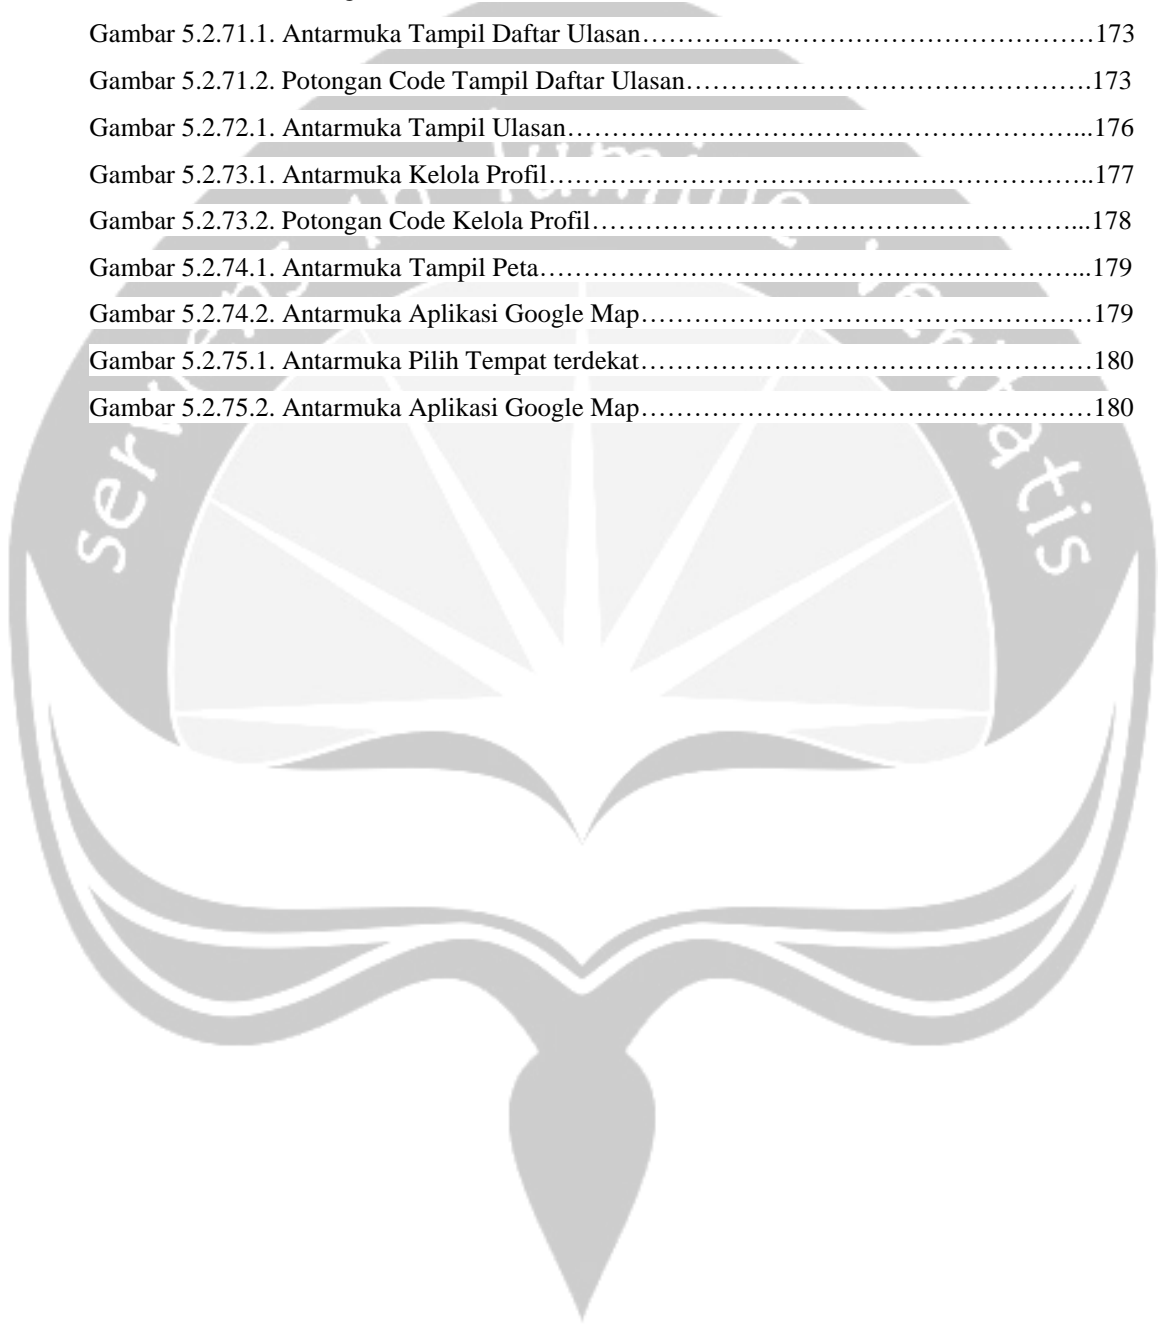 Gambar 5.2.71.1. Antarmuka Tampil Daftar Ulasan……………………………………………………173
Gambar 5.2.71.2. Potongan Code Tampil Daftar Ulasan……………………………………………….173
Gambar 5.2.72.1. Antarmuka Tampil Ulasan…………………………………………………………...176
Gambar 5.2.73.1. Antarmuka Kelola Profil……………………………………………………………..177
Gambar 5.2.73.2. Potongan Code Kelola Profil………………………………………………………...178
Gambar 5.2.74.1. Antarmuka Tampil Peta……………………………………………………………...179
Gambar 5.2.74.2. Antarmuka Aplikasi Google Map……………………………………………………179
Gambar 5.2.75.1. Antarmuka Pilih Tempat terdekat……………………………………………………180
Gambar 5.2.75.2. Antarmuka Aplikasi Google Map……………………………………………………180
serviens in lumine veritatis